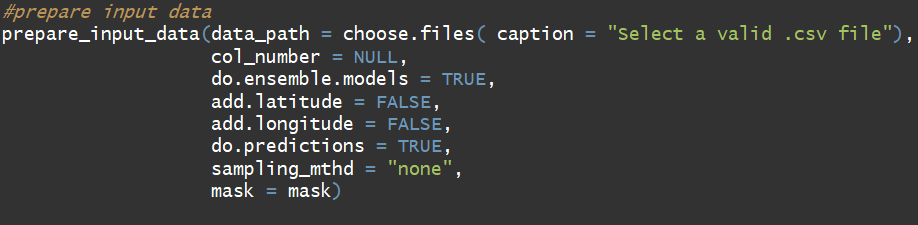 #prepare input data
prepare_input_data(data_path = choose.files( caption = "Select a valid .csv file"),
                   col_number = NULL,
                   do.ensemble.models = TRUE,
                   add.latitude = FALSE,
                   add.longitude = FALSE,
                   do.predictions = TRUE,
                   sampling_mthd = "none",
                   mask = mask)